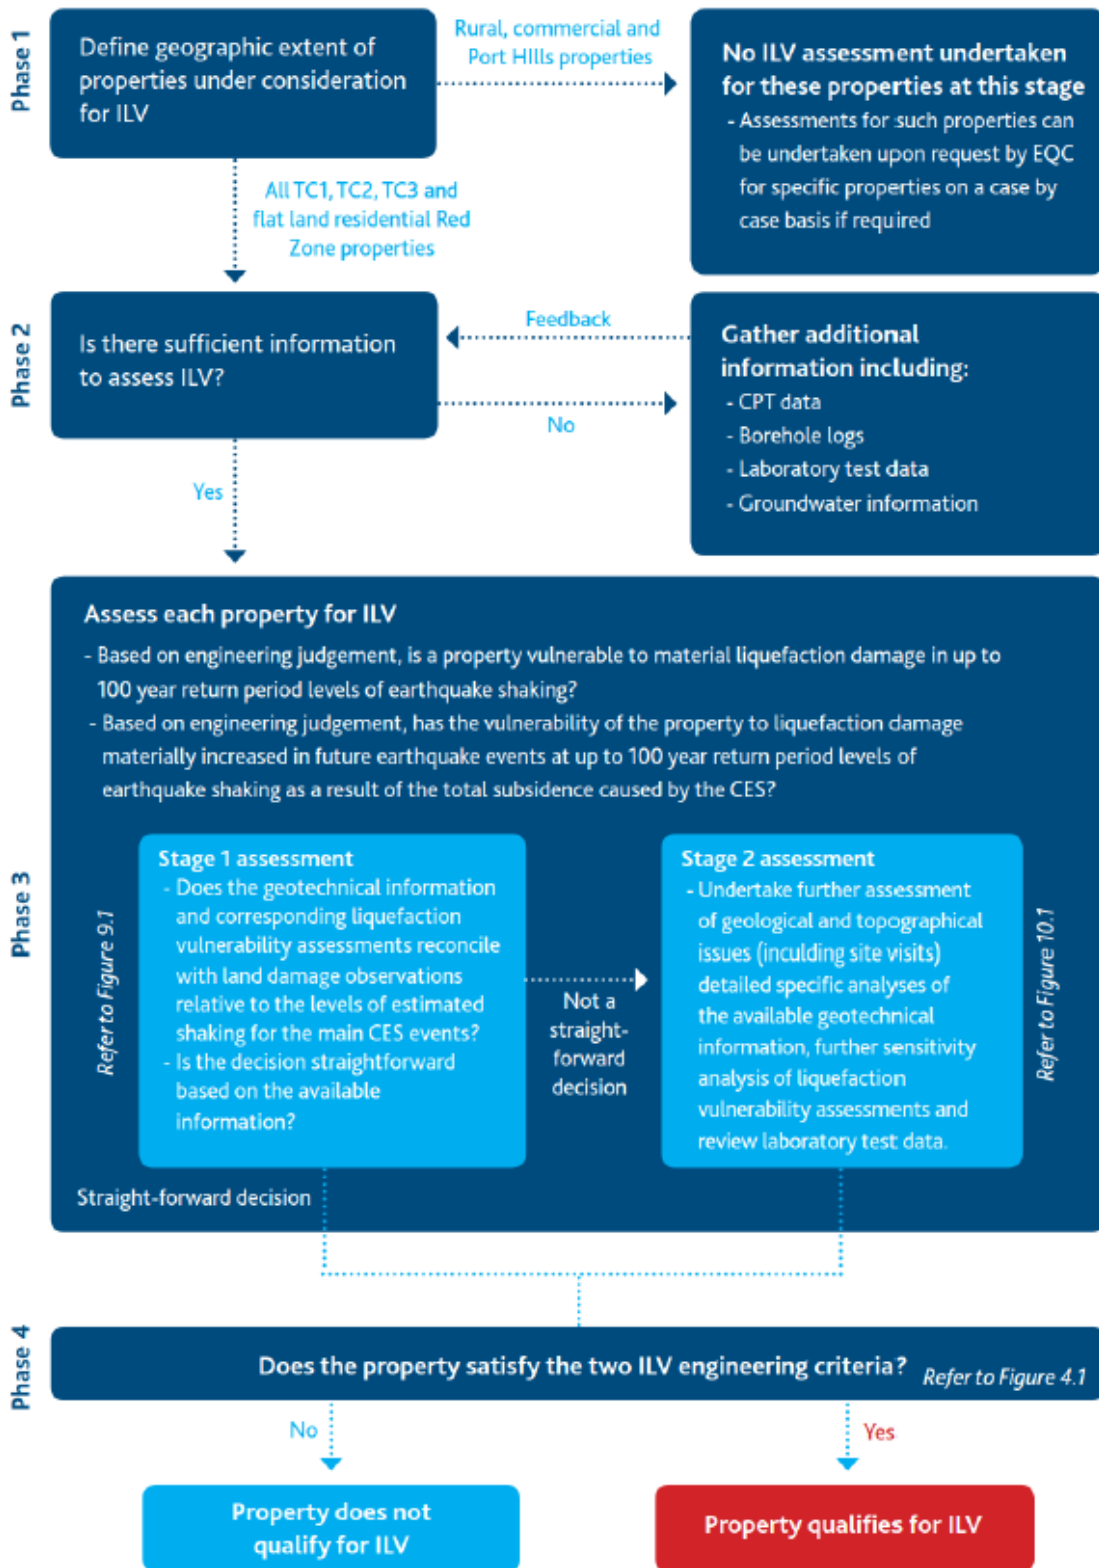 Phase 1
Define geographic extent of
properties under consideration
for ILV
Rural, commercial and
Port HIlls properties
No ILV assessment undertaken
for these properties at this stage
- Assessments for such properties can
be undertaken upon request by EQC
for specific properties on a case by
case basis if required
All TC1, TC2, TC3 and
flat land residential Red
Zone properties
Phase 2
Is there sufficient information
to assess ILV?
Feedback
No
Gather additional
information including:
- CPT data
- Borehole logs
- Laboratory test data
- Groundwater information
Yes
Phase 3
Assess each property for ILV
- Based on engineering judgement, is a property vulnerable to material liquefaction damage in up to
100 year return period levels of earthquake shaking?
- Based on engineering judgement, has the vulnerability of the property to liquefaction damage
materially increased in future earthquake events at up to 100 year return period levels of
earthquake shaking as a result of the total subsidence caused by the CES?
Refer to Figure 9.1
Stage 1 assessment
- Does the geotechnical information
and corresponding liquefaction
vulnerability assessments reconcile
with land damage observations
relative to the levels of estimated
shaking for the main CES events?
- Is the decision straightforward
based on the available
information?
Not a
straight-
forward
decision
Stage 2 assessment
- Undertake further assessment
of geological and topographical
issues (inculding site visits)
detailed specific analyses of
the available geotechnical
information, further sensitivity
analysis of liquefaction
vulnerability assessments and
review laboratory test data.
Refer to Figure 10.1
Straight-forward decision
Phase 4
Does the property satisfy the two ILV engineering criteria?
Refer to Figure 4.1
No
Yes
Property does not
qualify for ILV
Property qualifies for ILV